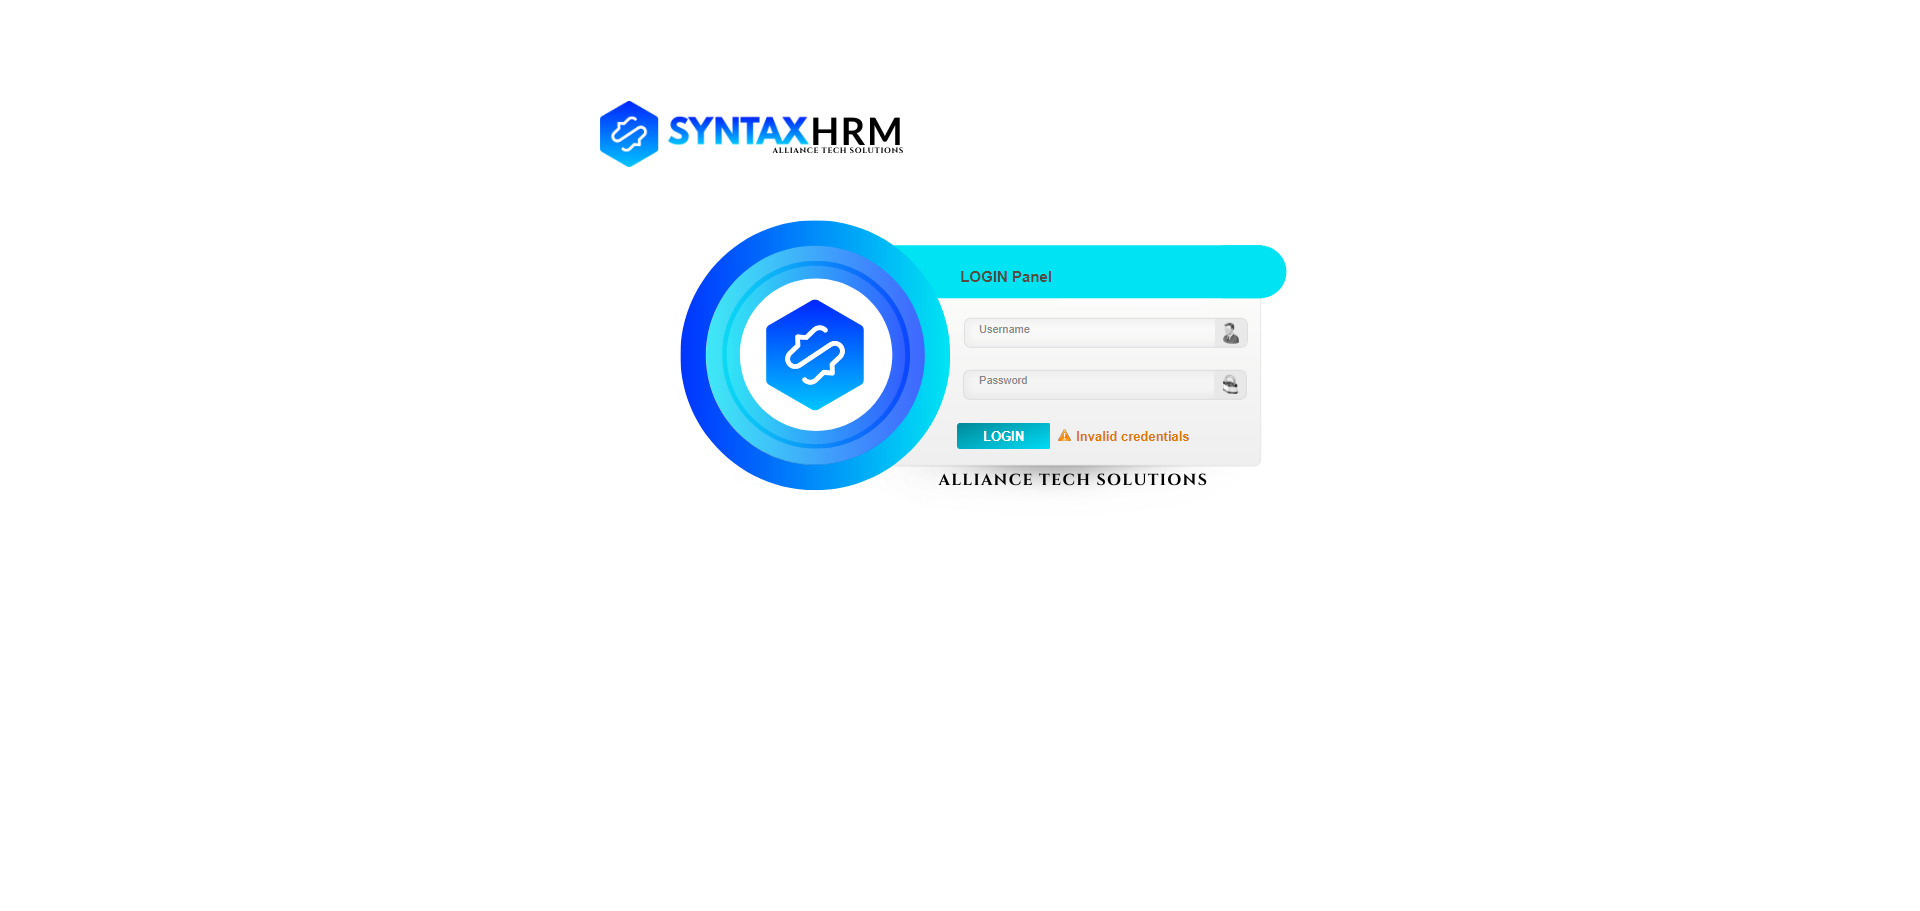 SYNTAXHRM
ALLIANCE TECH SOLUTIONS
LOGIN Panel
Username
Password
LOGIN
Invalid credentials
ALLIANCE TECH SOLUTIONS